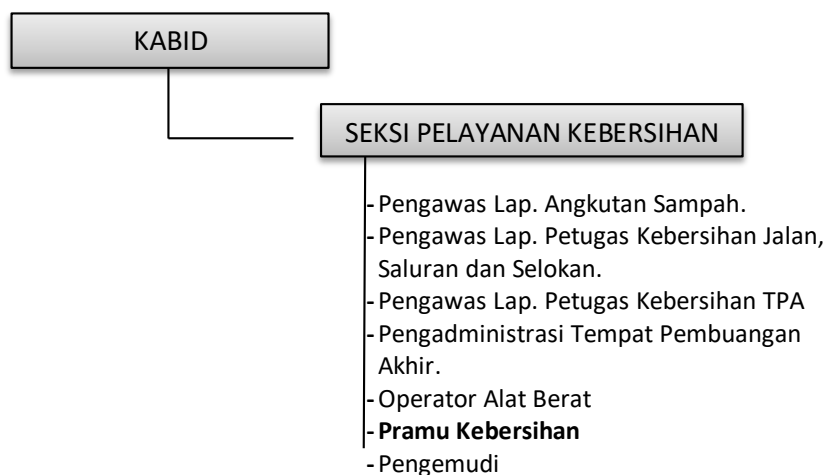 KABID
SEKSI PELAYANAN KEBERSIHAN
- Pengawas Lap. Angkutan Sampah.
- Pengawas Lap. Petugas Kebersihan Jalan,
Saluran dan Selokan.
- Pengawas Lap. Petugas Kebersihan TPA
- Pengadministrasi Tempat Pembuangan
Akhir.
- Operator Alat Berat
- Pramu Kebersihan
- Pengemudi